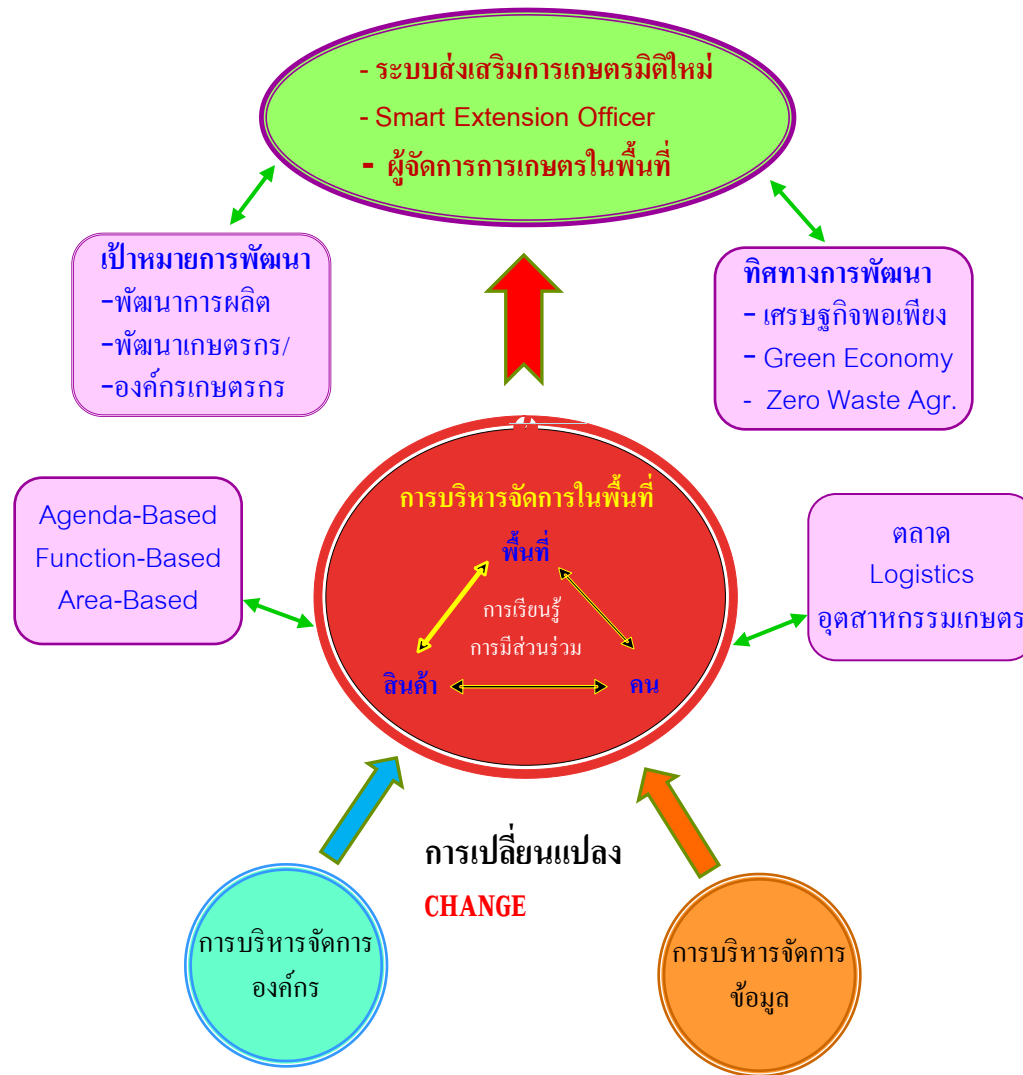 - ระบบส่งเสริมการเกษตรมิติใหม่
- Smart Extension Officer
- ผู้จัดการการเกษตรในพื้นที่
เป้าหมายการพัฒนา
-พัฒนาการผลิต
-พัฒนาเกษตรกร/
-องค์กรเกษตรกร
ทิศทางการพัฒนา
- เศรษฐกิจพอเพียง
- Green Economy
- Zero Waste Agr.
Agenda-Based
Function-Based
Area-Based
การบริหารจัดการในพื้นที่
พื้นที่
การเรียนรู้
การมีส่วนร่วม
สินค้า
คน
ตลาด
Logistics
อุตสาหกรรมเกษตร
การเปลี่ยนแปลง
CHANGE
การบริหารจัดการ
องค์กร
การบริหารจัดการ
ข้อมูล